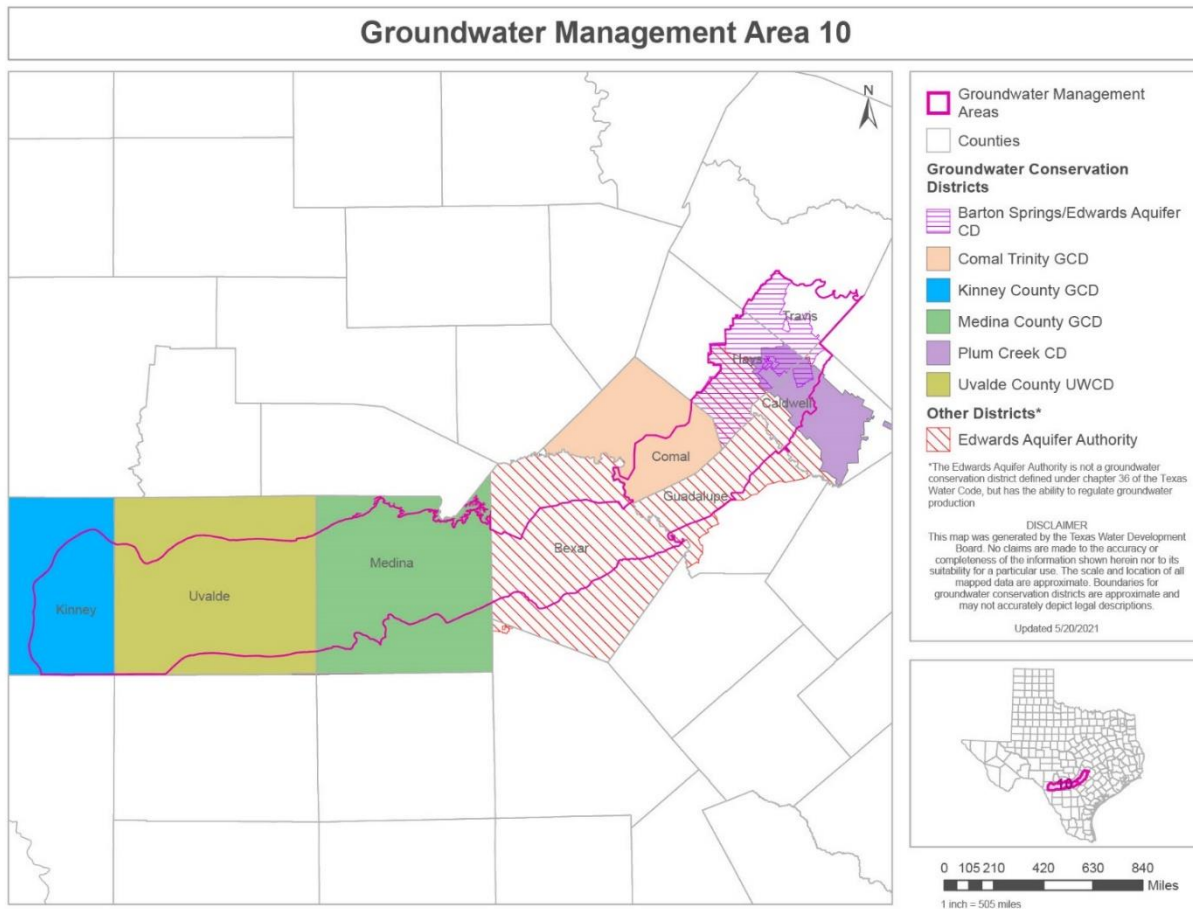 Groundwater Management Area 10
N
Travis
Hays
Caldwell
Comal
Guadalupe
Bexar
Medina
Uvalde
Kinney
Groundwater Management
Areas
Counties
Groundwater Conservation
Districts
Barton Springs/Edwards Aquifer
CD
Comal Trinity GCD
Kinney County GCD
Medina County GCD
Plum Creek CD
Uvalde County UWCD
Other Districts*
Edwards Aquifer Authority
*The Edwards Aquifer Authority is not a groundwater
conservation district defined under chapter 36 of the Texas
Water Code, but has the ability to regulate groundwater
production
DISCLAIMER
This map was generated by the Texas Water Development
Board. No claims are made to the accuracy or
completeness of the information shown herein nor to its
suitability for a particular use. The scale and location of all
mapped data are approximate. Boundaries for
groundwater conservation districts are approximate and
may not accurately depict legal descriptions.
Updated 5/20/2021
10
0 105 210 420 630 840
Miles
1 inch = 505 miles